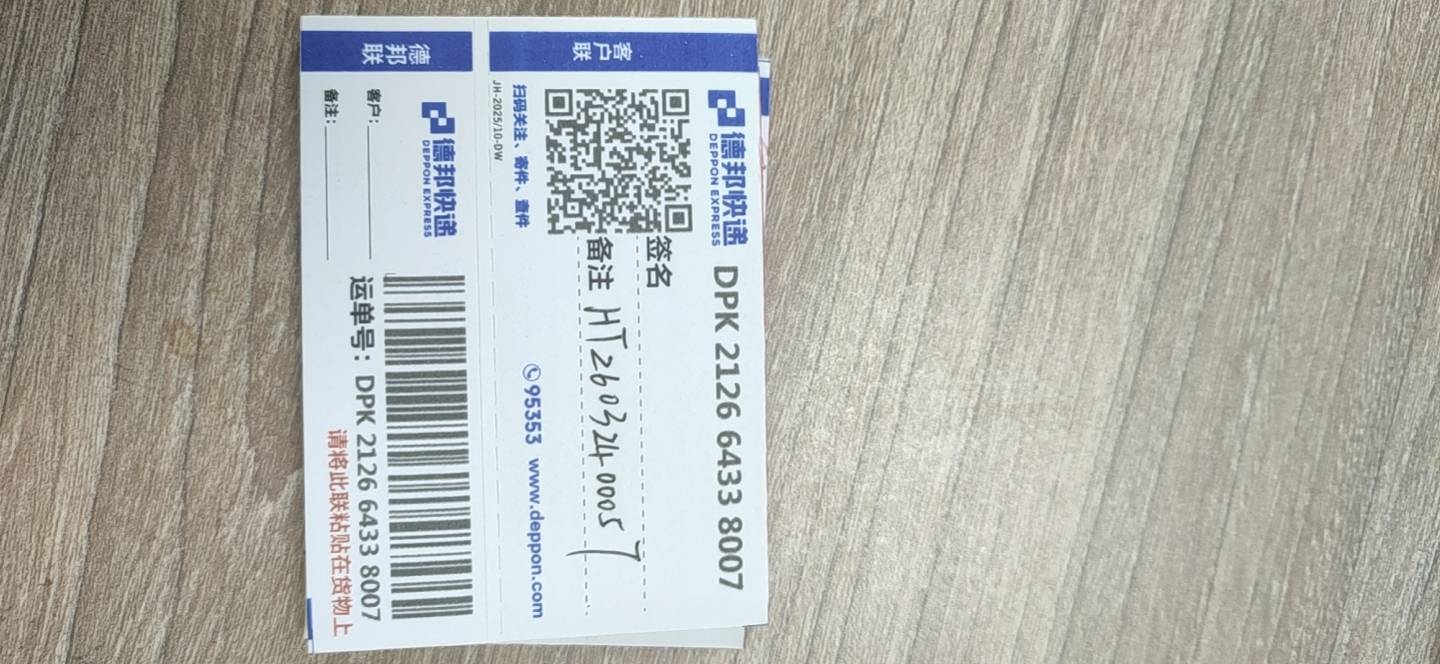 客户联
德邦快递
DEPPON EXPRESS
DPK 2126 6433 8007
签名
备注 HT2603240005 7
扫码关注、寄件、查件
95353 www.deppon.com
JH-2025/10-DW
德邦联
德邦快递
DEPPON EXPRESS
客户:
备注:
运单号: DPK 2126 6433 8007
请将此联粘贴在货物上